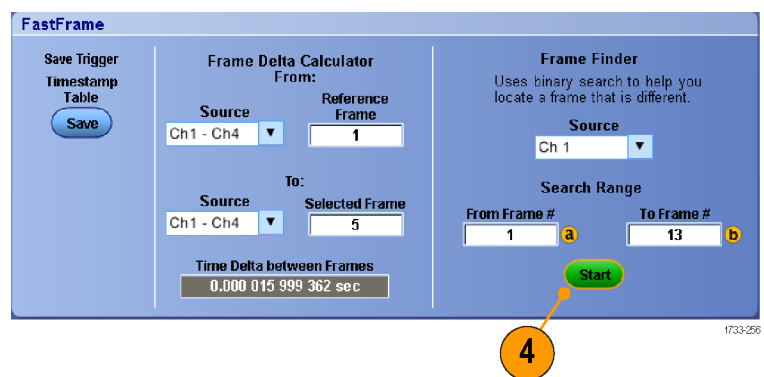 FastFrame
Save Trigger
Timestamp
Table
Save
Frame Delta Calculator
From:
Source
Reference
Frame
Ch1 - Ch4
1
To:
Source
Selected Frame
Ch1 - Ch4
5
Time Delta between Frames
0.000 015 999 362 sec
Frame Finder
Uses binary search to help you
locate a frame that is different.
Source
Ch 1
Search Range
From Frame #
To Frame #
1
a
13
b
Start
4
1733-256